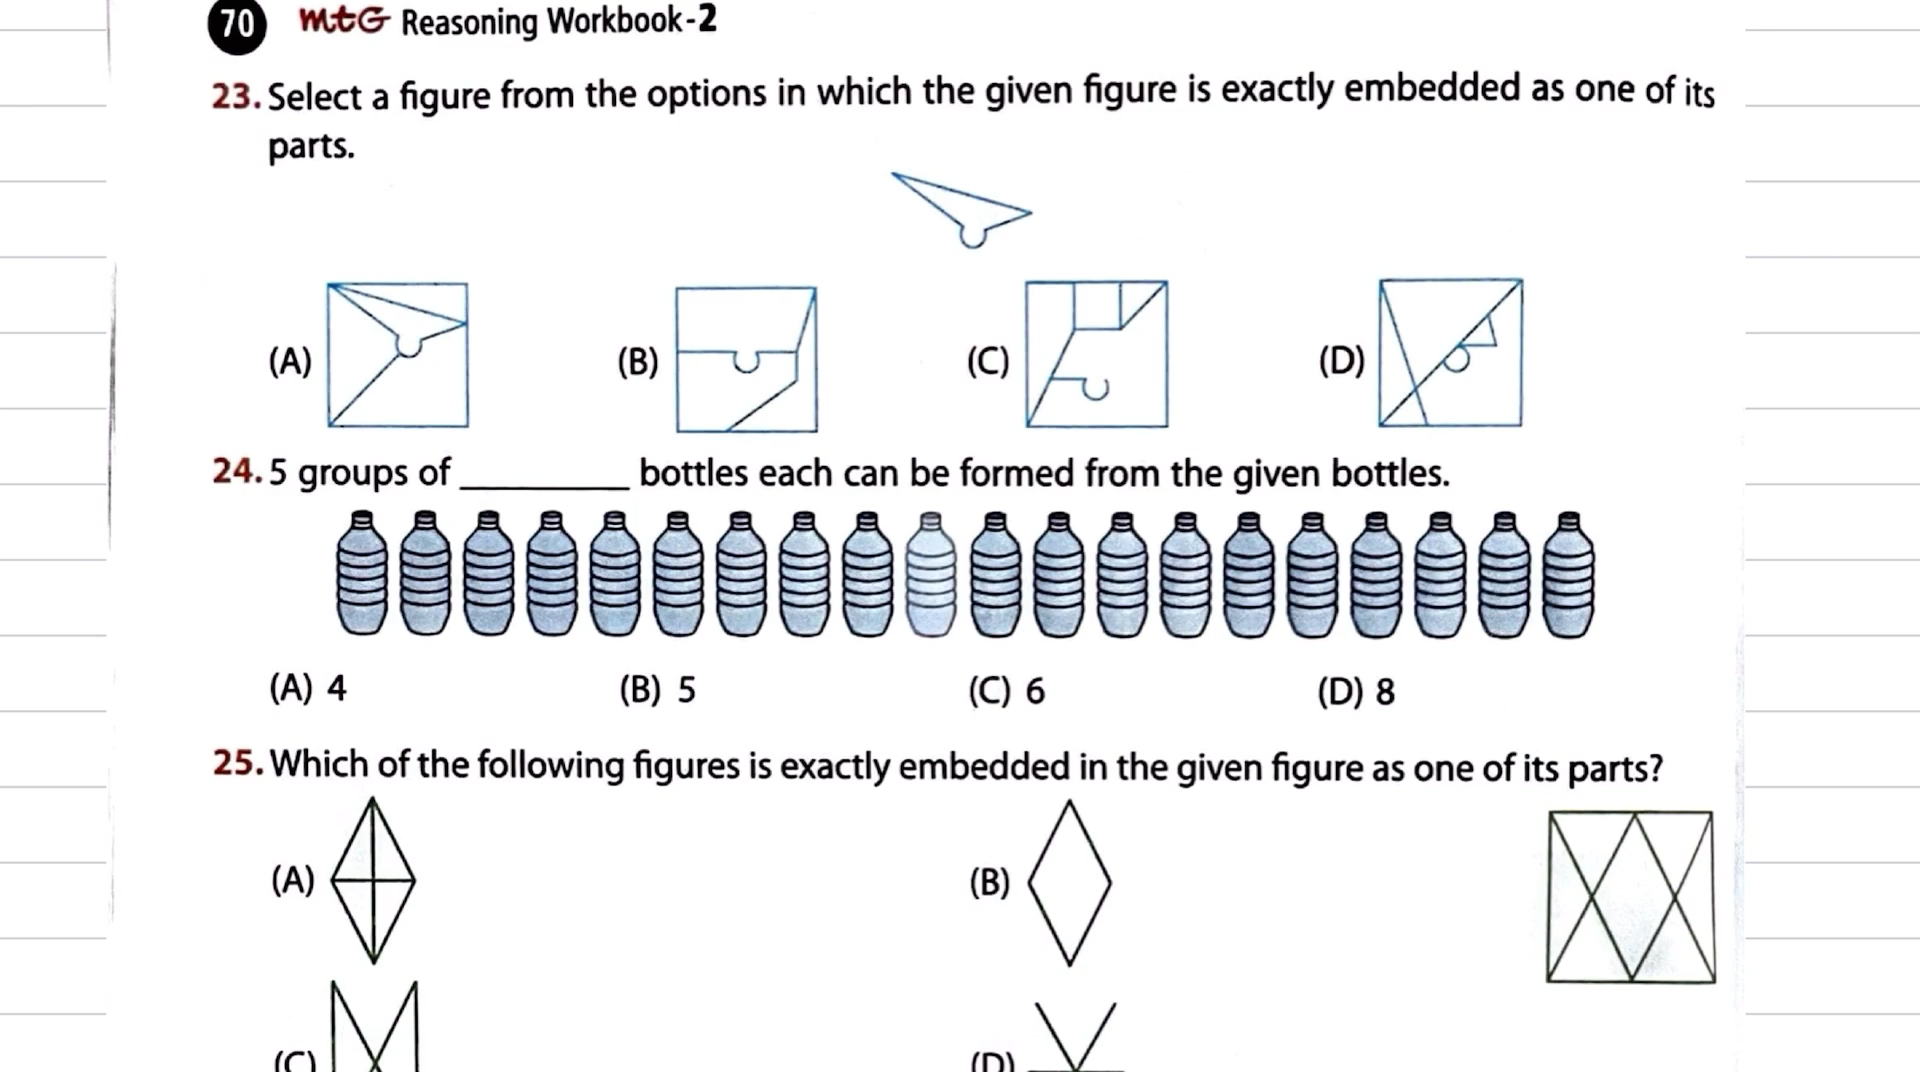 70 mtG Reasoning Workbook-2
23. Select a figure from the options in which the given figure is exactly embedded as one of its
parts.
(A) (B) (C) (D)
24. 5 groups of __________ bottles each can be formed from the given bottles.
(A) 4 (B) 5 (C) 6 (D) 8
25. Which of the following figures is exactly embedded in the given figure as one of its parts?
(A) (B)
(C) (D)